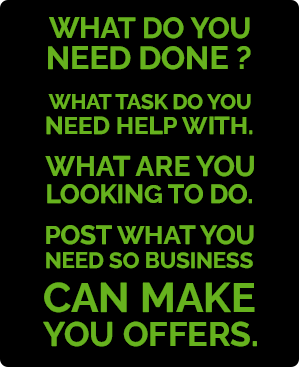 WHAT DO YOU
NEED DONE ?
WHAT TASK DO YOU
NEED HELP WITH.
WHAT ARE YOU
LOOKING TO DO.
POST WHAT YOU
NEED SO BUSINESS
CAN MAKE
YOU OFFERS.